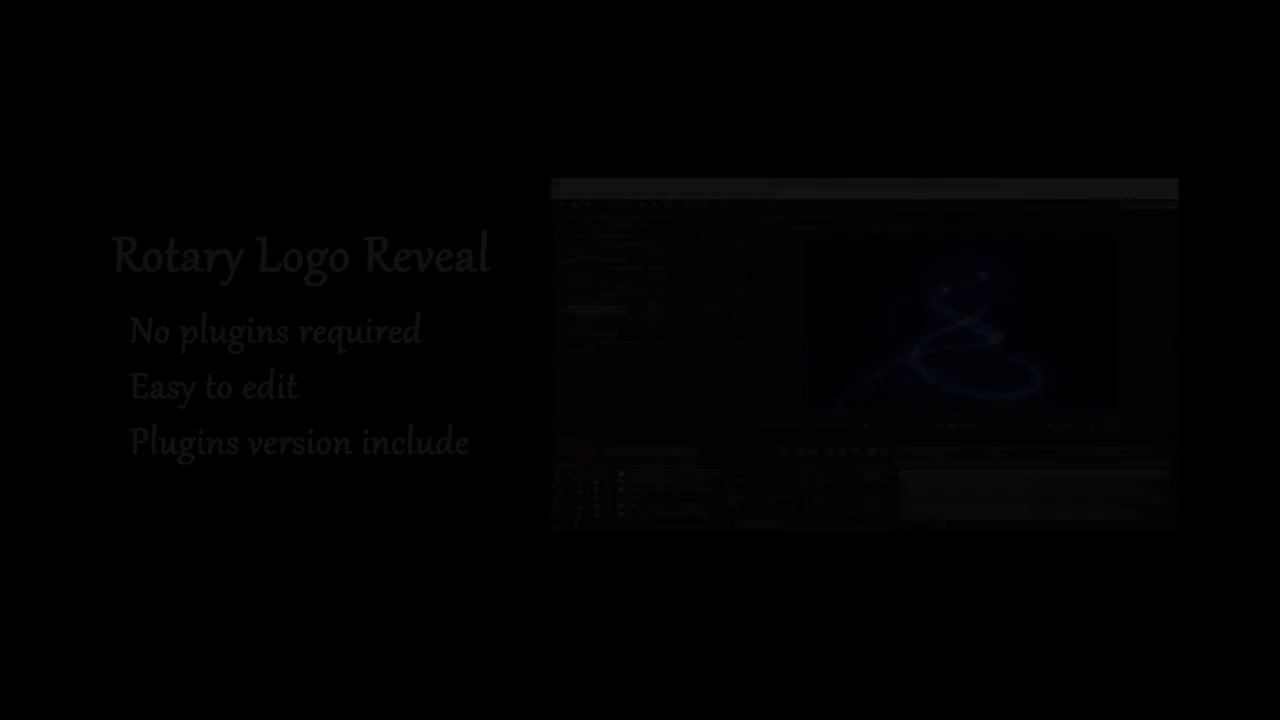 Rotary Logo Reveal
No plugins required
Easy to edit
Plugins version include